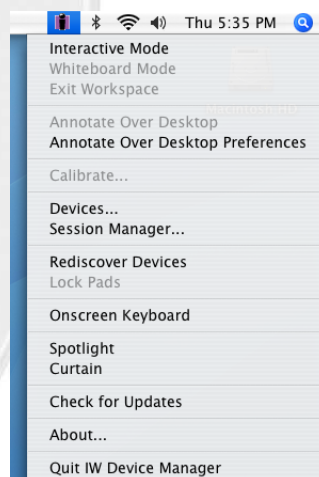 Thu 5:35 PM
Interactive Mode
Whiteboard Mode
Exit Workspace
Annotate Over Desktop
Annotate Over Desktop Preferences
Calibrate...
Devices...
Session Manager...
Rediscover Devices
Lock Pads
Onscreen Keyboard
Spotlight
Curtain
Check for Updates
About...
Quit IW Device Manager